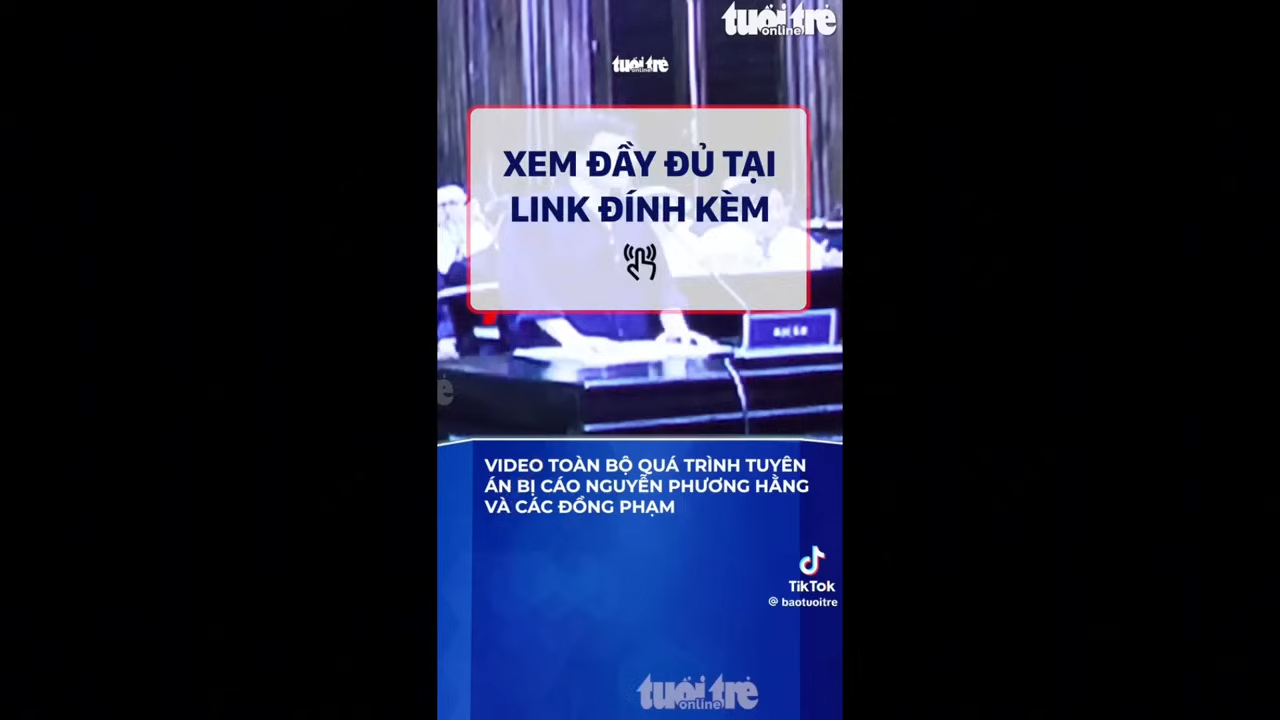 tuổi trẻ
online
tuổi trẻ
online
XEM ĐẦY ĐỦ TẠI
LINK ĐÍNH KÈM
VIDEO TOÀN BỘ QUÁ TRÌNH TUYÊN
ÁN BỊ CÁO NGUYỄN PHƯƠNG HẰNG
VÀ CÁC ĐỒNG PHẠM
TikTok
@ baotuoitre
tuổi trẻ
online